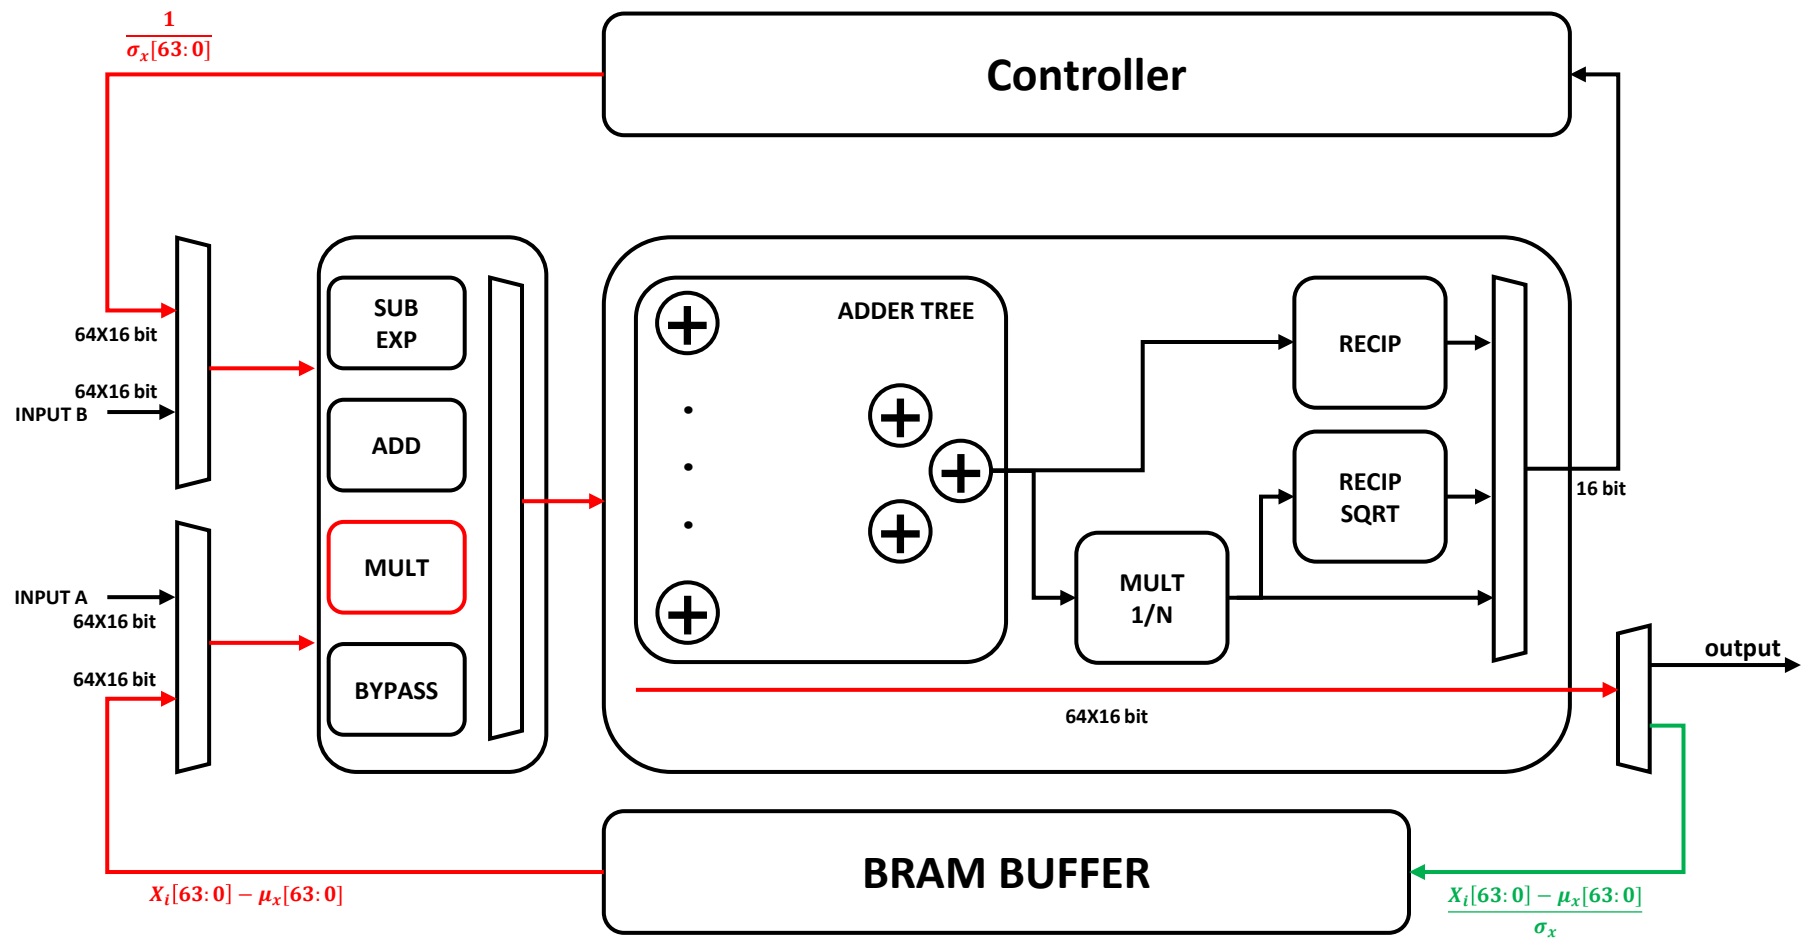 1
σx[63:0]
Controller
64X16 bit
64X16 bit
INPUT B
INPUT A
64X16 bit
64X16 bit
SUB
EXP
ADD
MULT
BYPASS
ADDER TREE
RECIP
RECIP
SQRT
MULT
1/N
16 bit
64X16 bit
output
BRAM BUFFER
Xi[63:0] − μx[63:0]
Xi[63:0] − μx[63:0]
σx